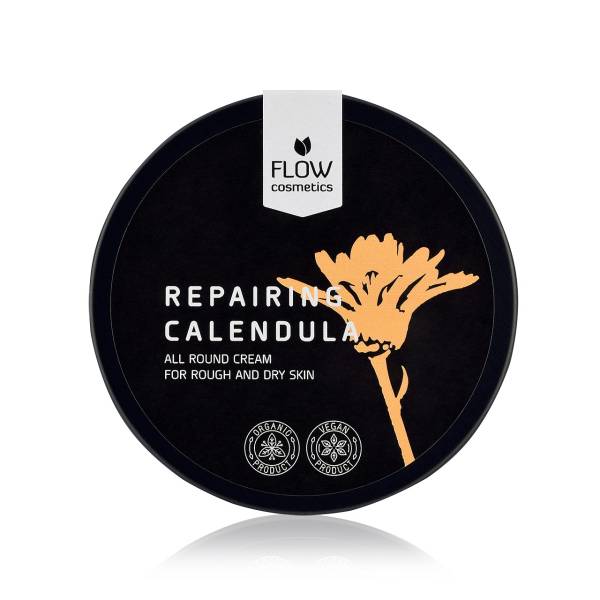 FLOW
cosmetics
REPAIRING
CALENDULA
ALL ROUND CREAM
FOR ROUGH AND DRY SKIN
ORGANIC
PRODUCT
VEGAN
PRODUCT